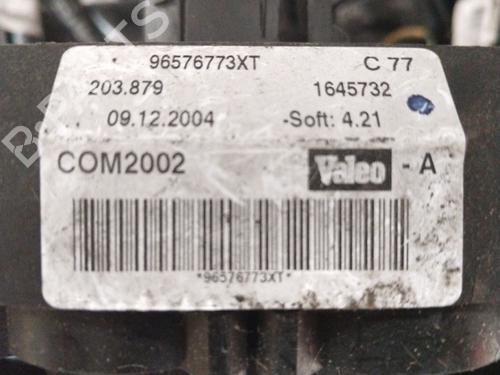 96576773XT C 77
203.879 1645732
09.12.2004 -Soft: 4.21
COM2002 Valeo - A
*96576773XT*